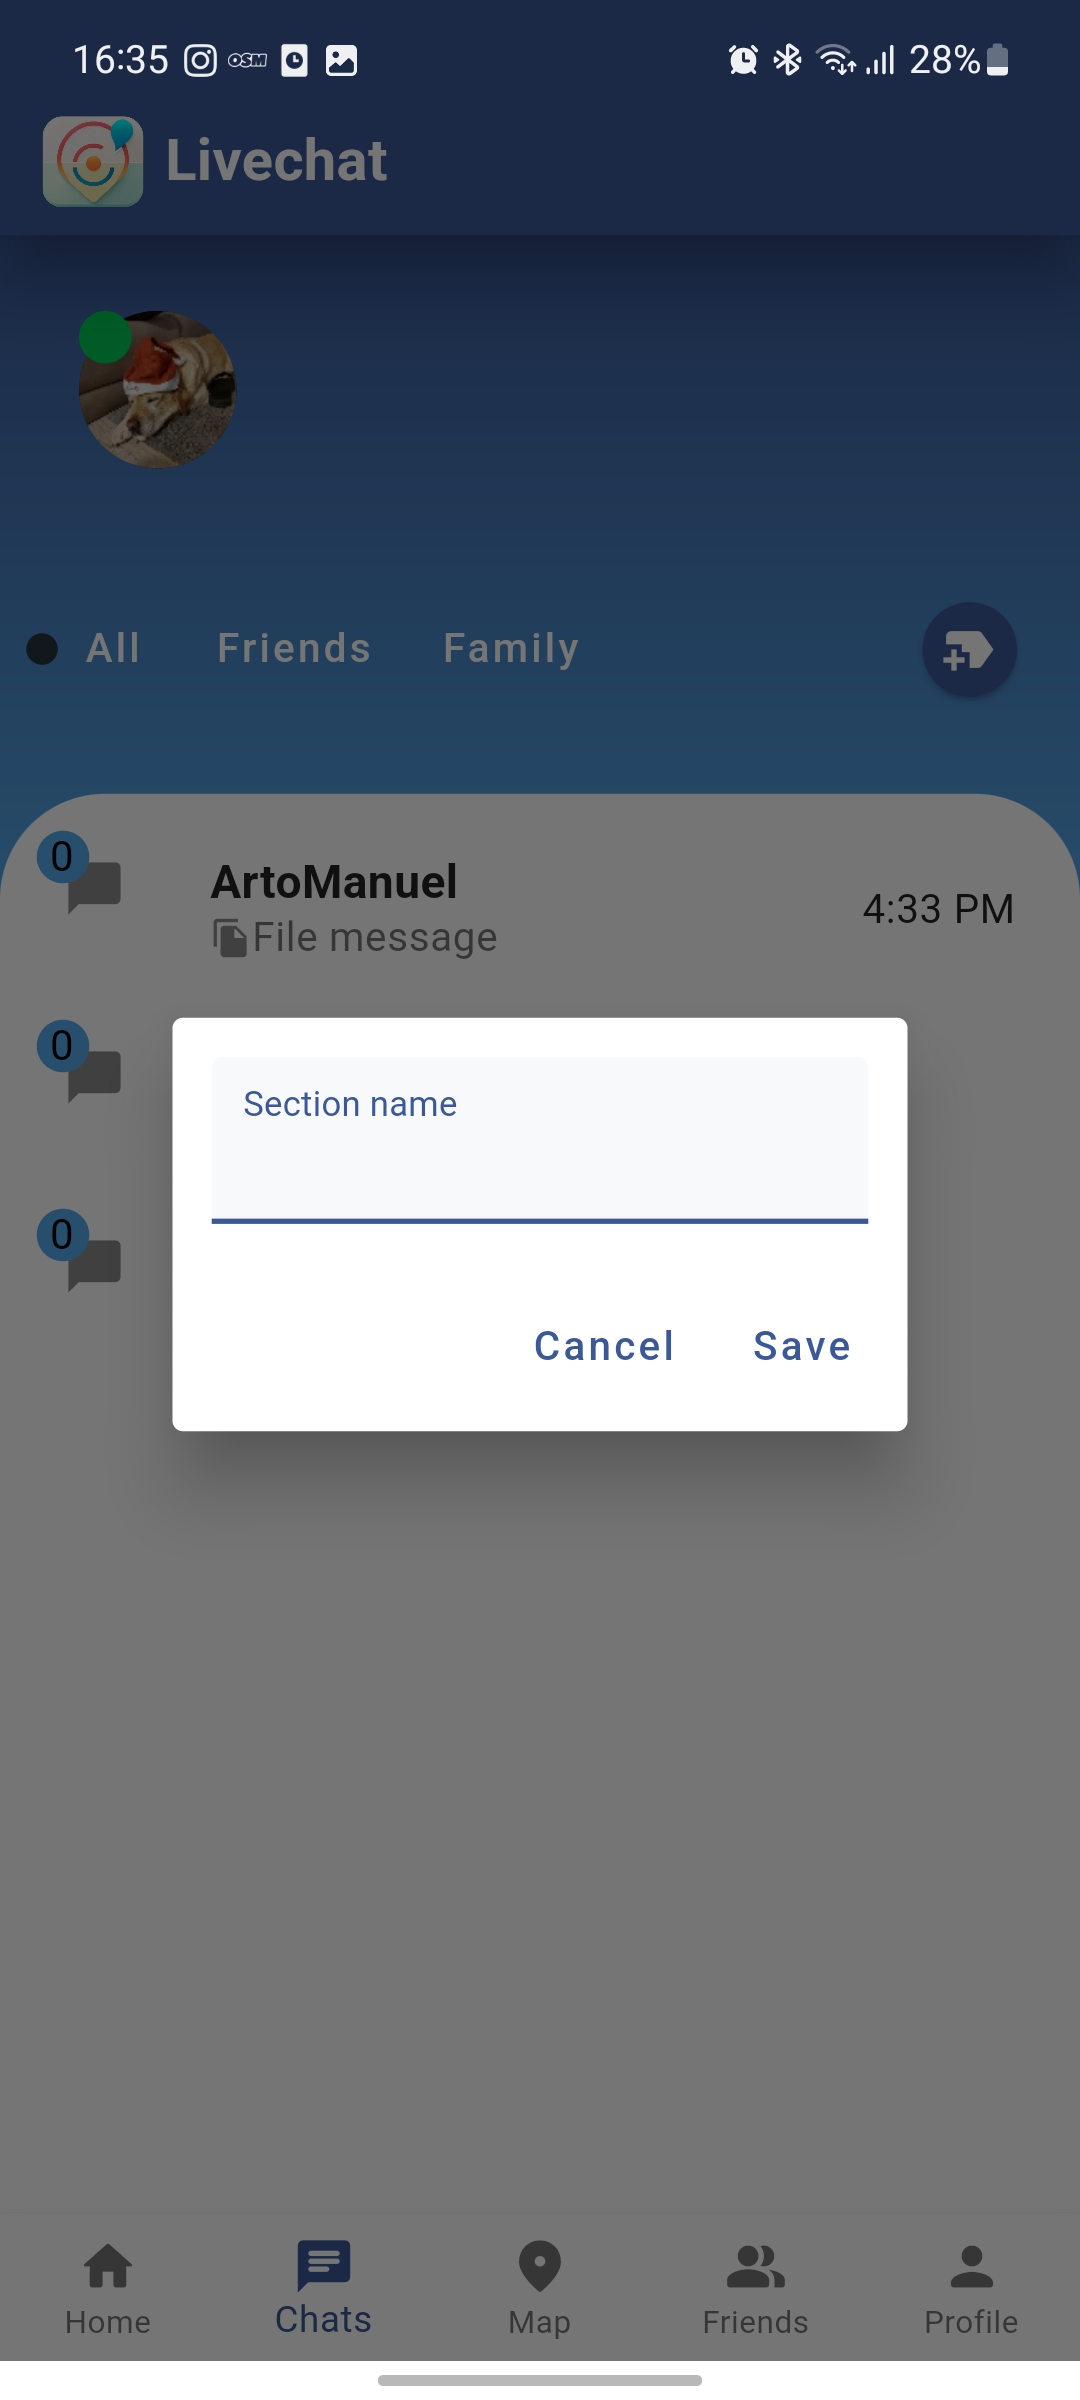 16:35 OSM 28%
Livechat
All Friends Family
0 ArtoManuel
File message 4:33 PM
0
Section name
0
Cancel Save
Home Chats Map Friends Profile